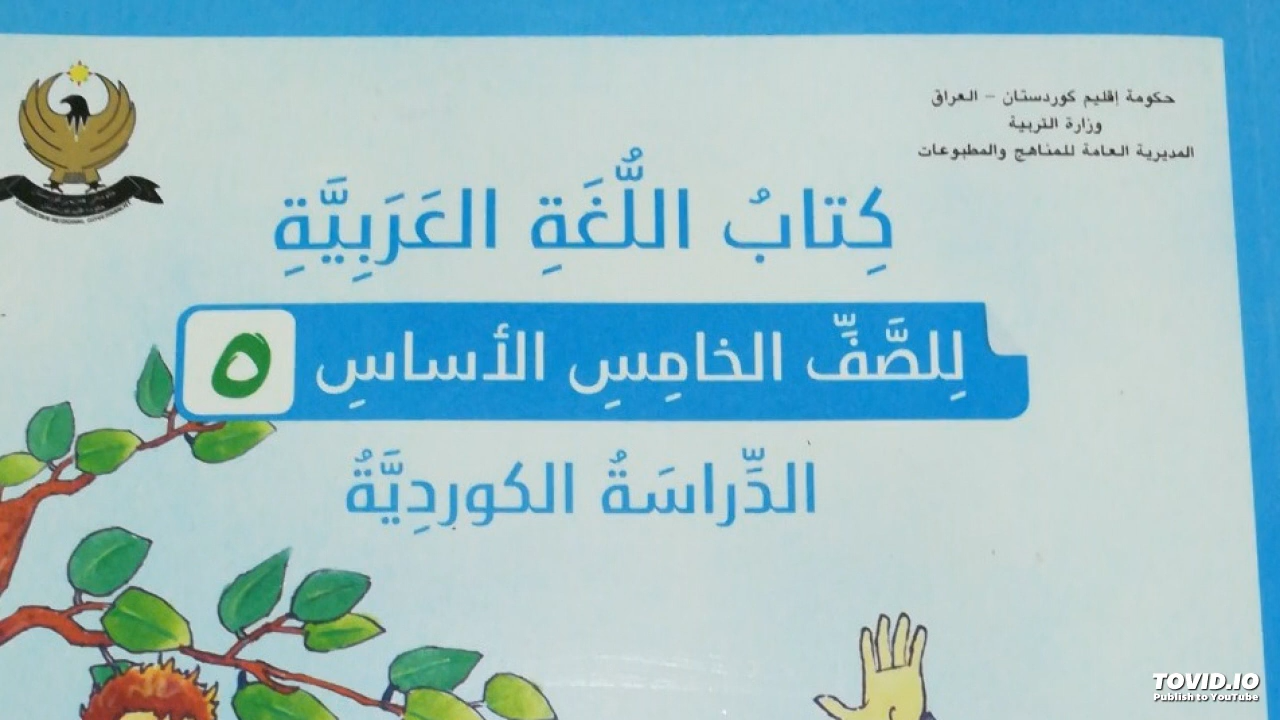 حكومة إقليم كوردستان - العراق
وزارة التربية
المديرية العامة للمناهج والمطبوعات
كِتابُ اللُّغَةِ العَرَبِيَّةِ
لِلصَّفِّ الخامِسِ الأساسِ ٥
الدِّراسَةُ الكوردِيَّةُ
TOVID.IO
Publish to YouTube